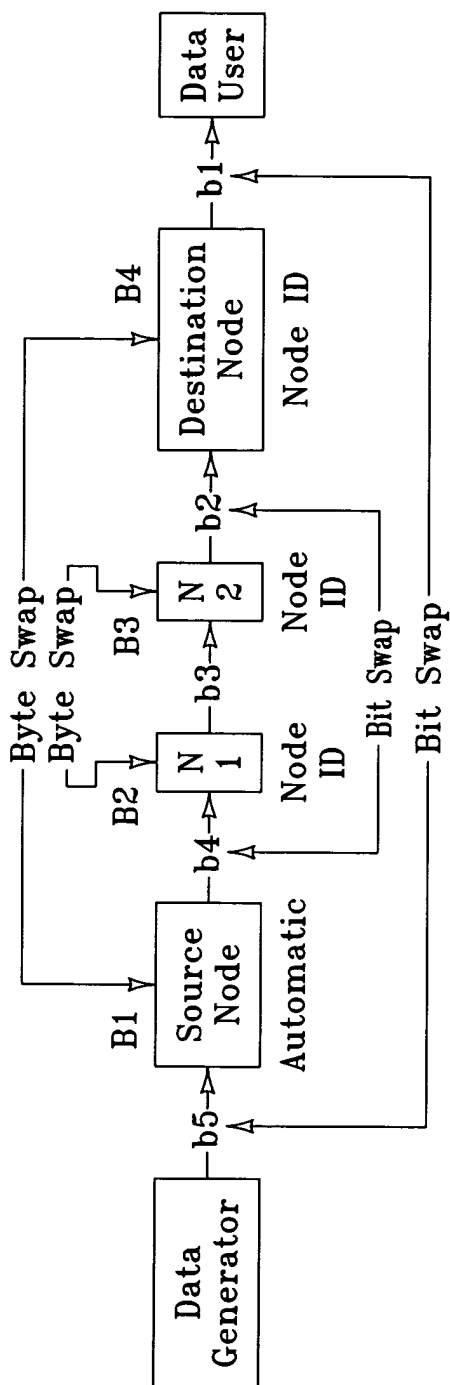 Byte Swap
Byte Swap
B1
B2
B3
B4
Data
Generator
b5
Source
Node
b4
N
1
b3
N
2
b2
Destination
Node
b1
Data
User
Automatic
Node
ID
Node
ID
Node ID
Bit Swap
Bit Swap